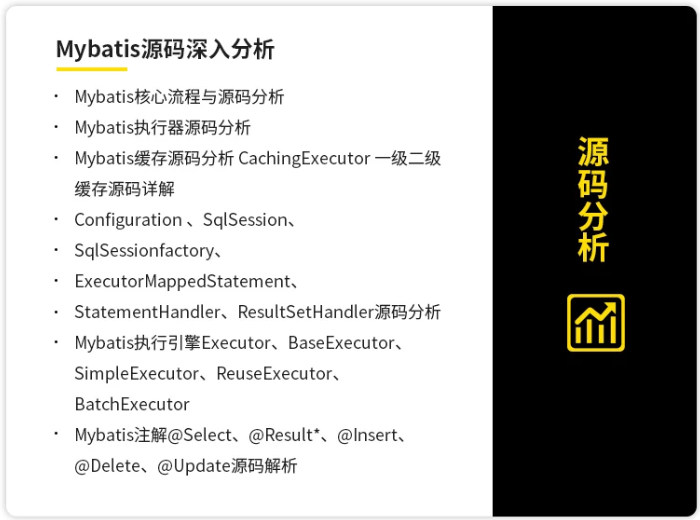 Mybatis源码深入分析
· Mybatis核心流程与源码分析
· Mybatis执行器源码分析
· Mybatis缓存源码分析 CachingExecutor 一级二级
缓存源码详解
· Configuration 、SqlSession、
· SqlSessionfactory、
· ExecutorMappedStatement、
· StatementHandler、ResultSetHandler源码分析
· Mybatis执行引擎Executor、BaseExecutor、
SimpleExecutor、ReuseExecutor、
BatchExecutor
· Mybatis注解@Select、@Result*、@Insert、
@Delete、@Update源码解析
源码分析